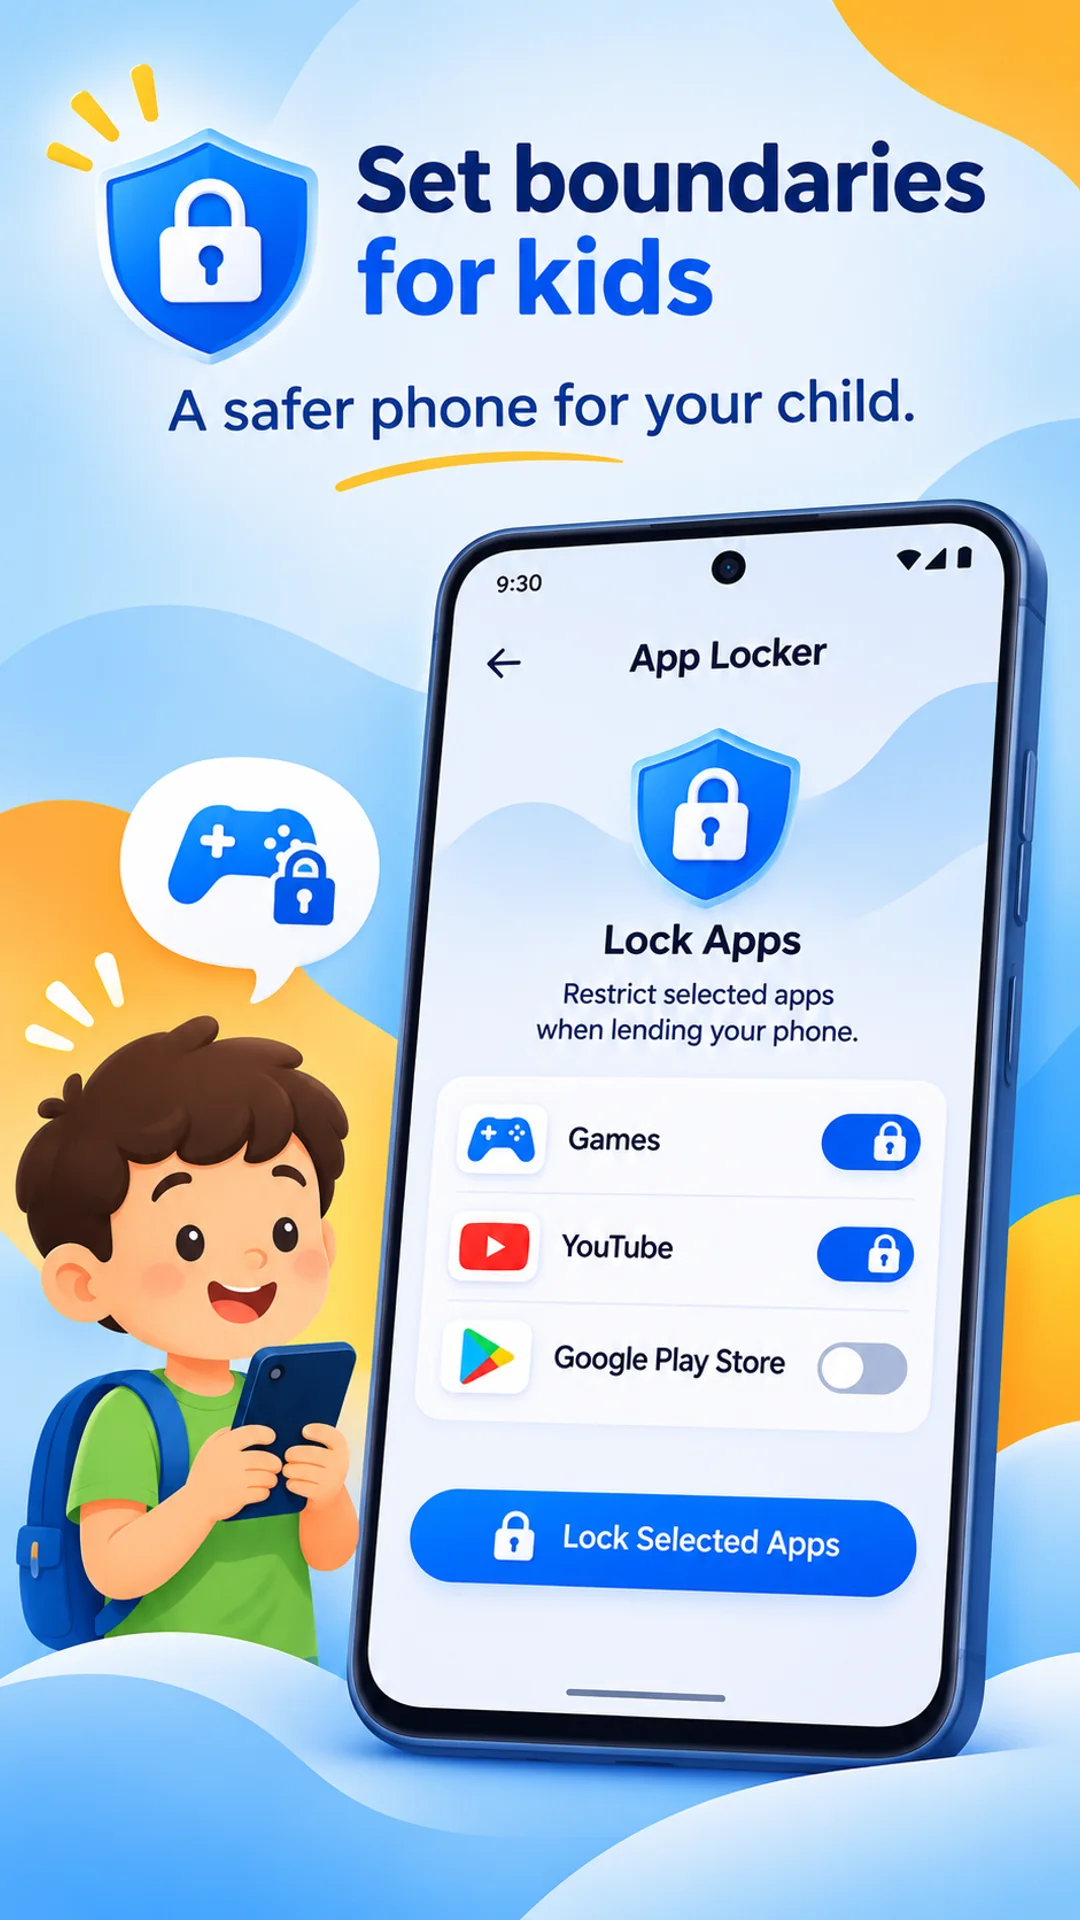 Set boundaries
for kids
A safer phone for your child.
9:30
App Locker
Lock Apps
Restrict selected apps
when lending your phone.
Games
YouTube
Google Play Store
Lock Selected Apps